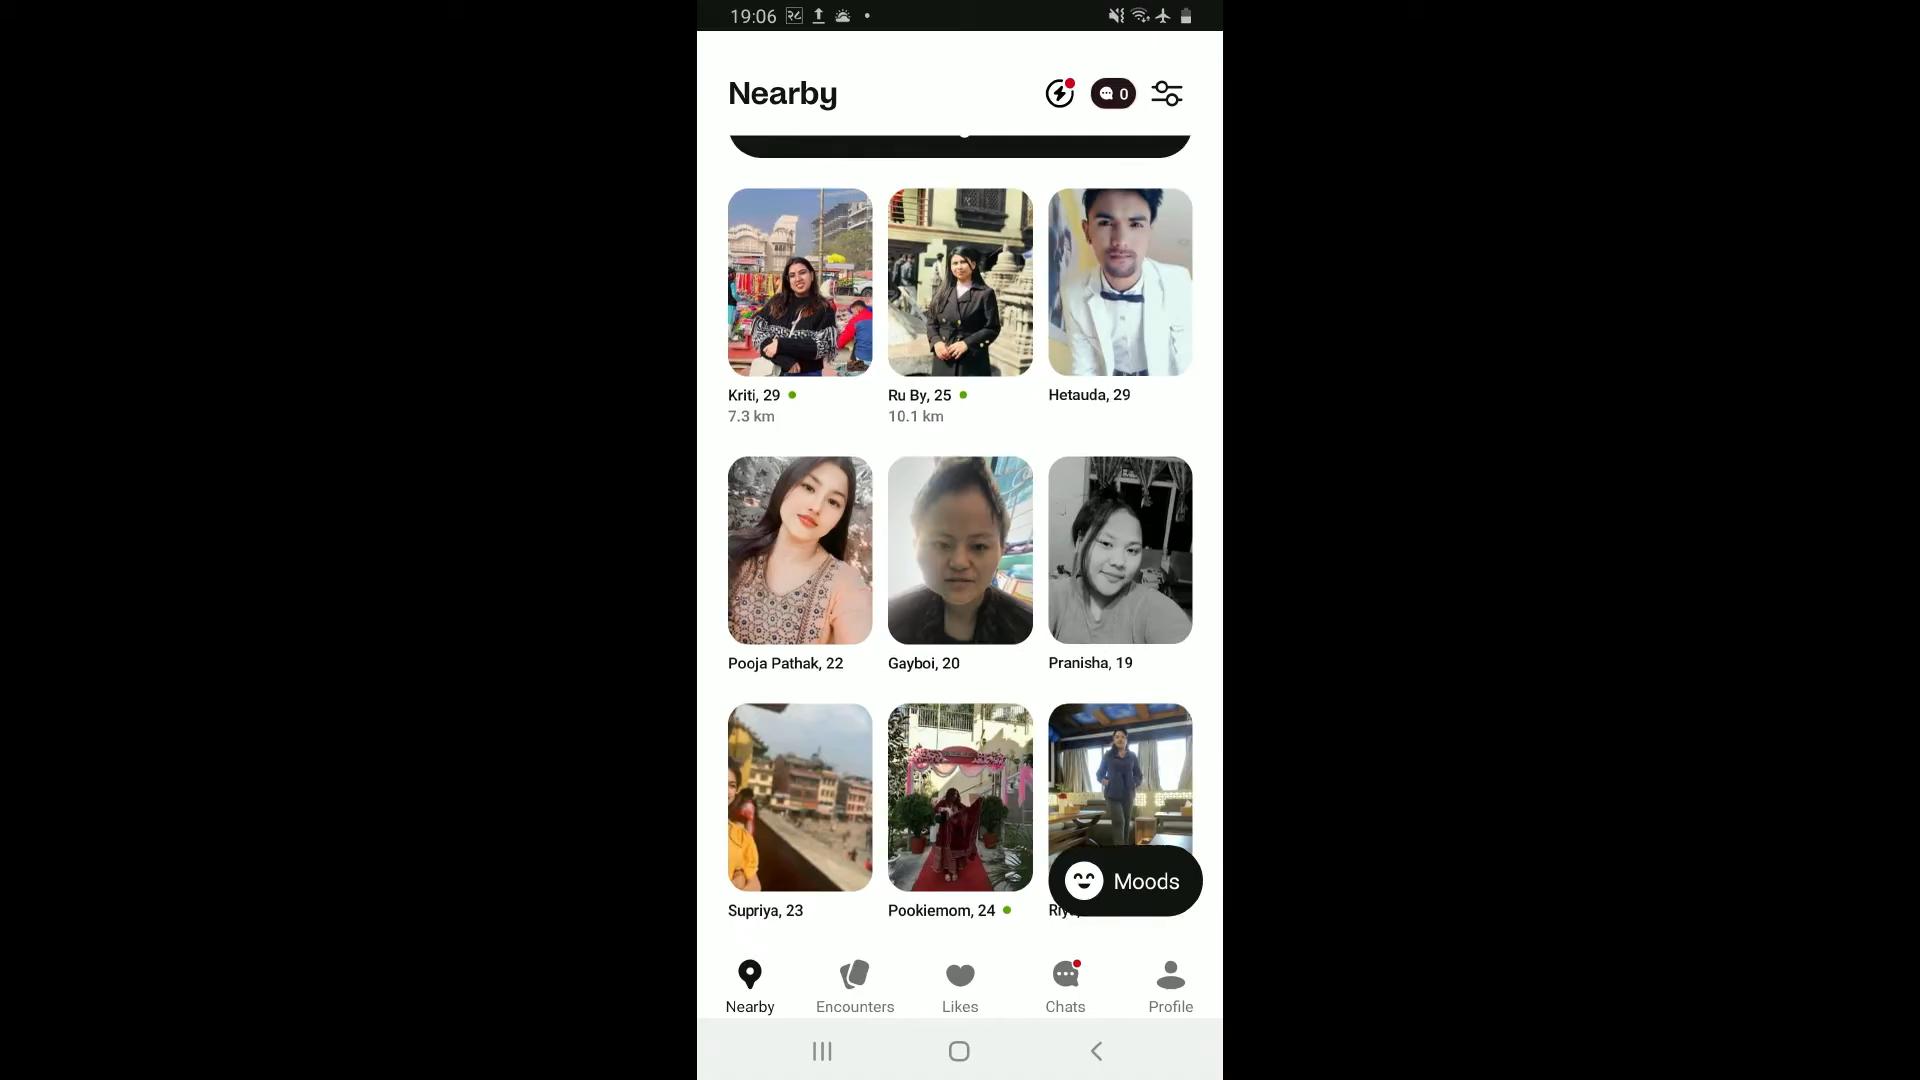 19:06
Nearby
0
Kriti, 29
Ru By, 25
Hetauda, 29
7.3 km
10.1 km
Pooja Pathak, 22
Gayboi, 20
Pranisha, 19
Supriya, 23
Pookiemom, 24
Moods
Nearby
Encounters
Likes
Chats
Profile